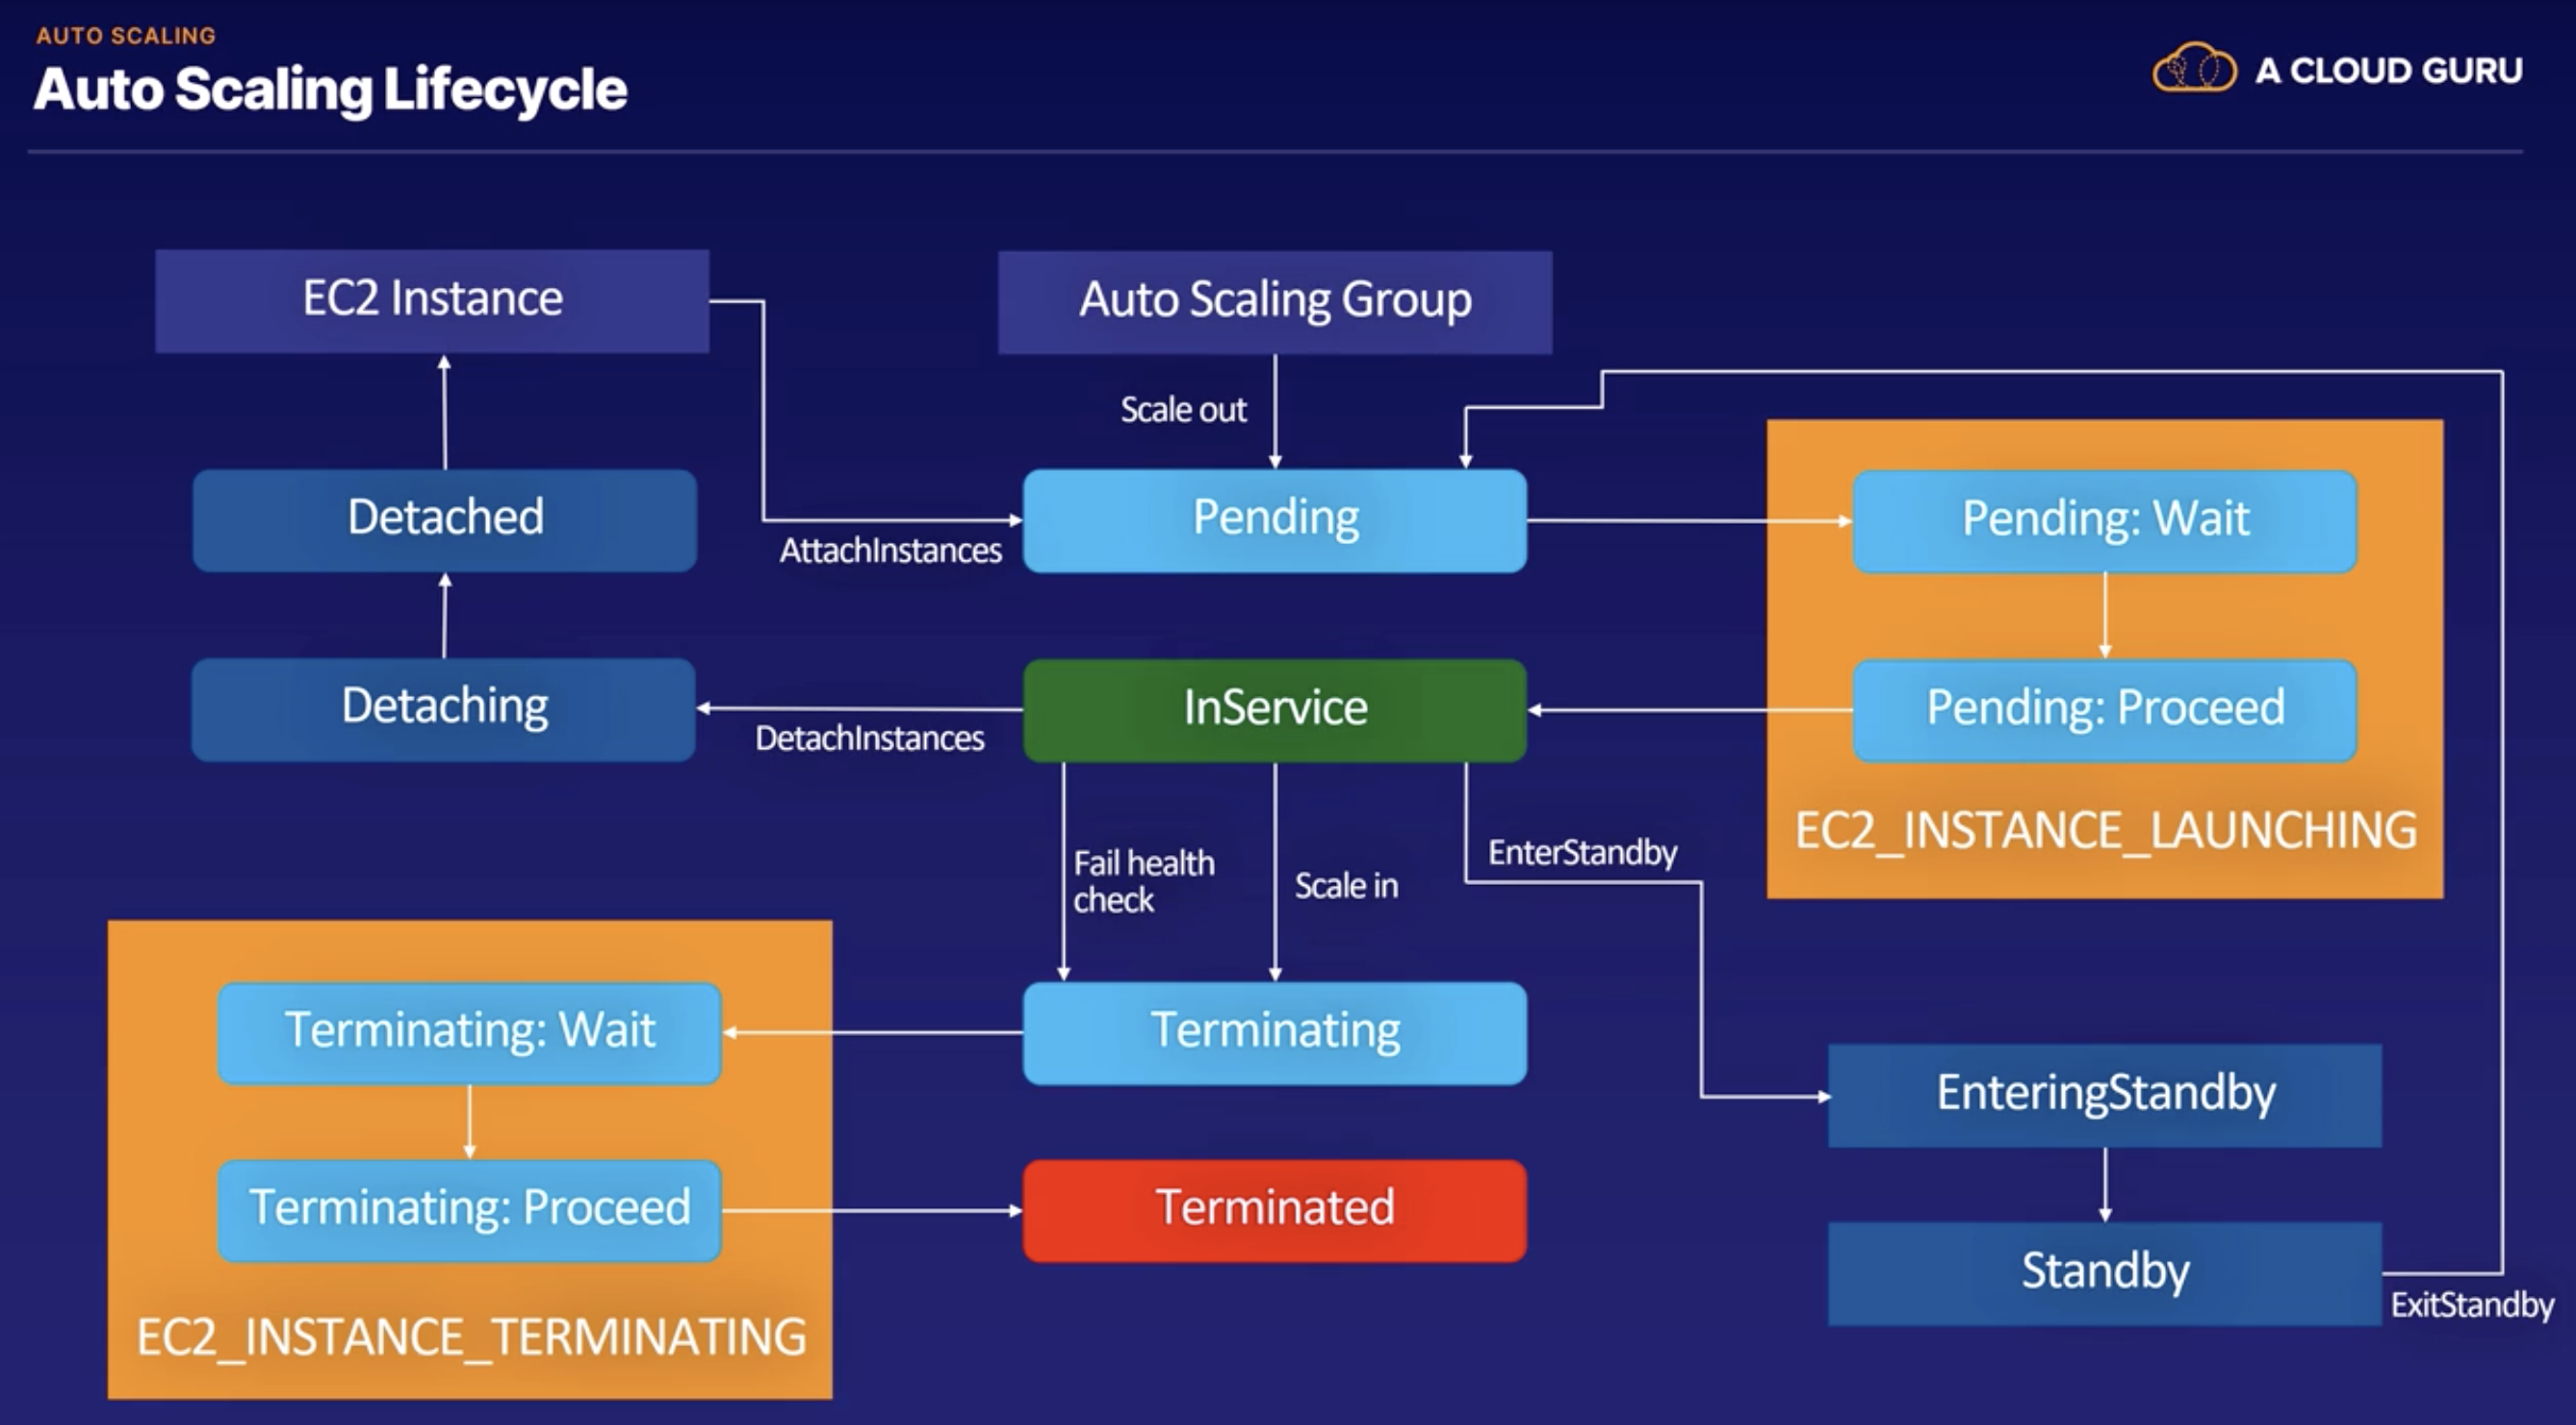 AUTO SCALING
Auto Scaling Lifecycle
A CLOUD GURU
EC2 Instance
Auto Scaling Group
Scale out
Detached
AttachInstances
Pending
Pending: Wait
Detaching
DetachInstances
InService
Pending: Proceed
EC2_INSTANCE_LAUNCHING
Fail health
check
Scale in
EnterStandby
Terminating: Wait
Terminating
EnteringStandby
Terminating: Proceed
Terminated
Standby
ExitStandby
EC2_INSTANCE_TERMINATING